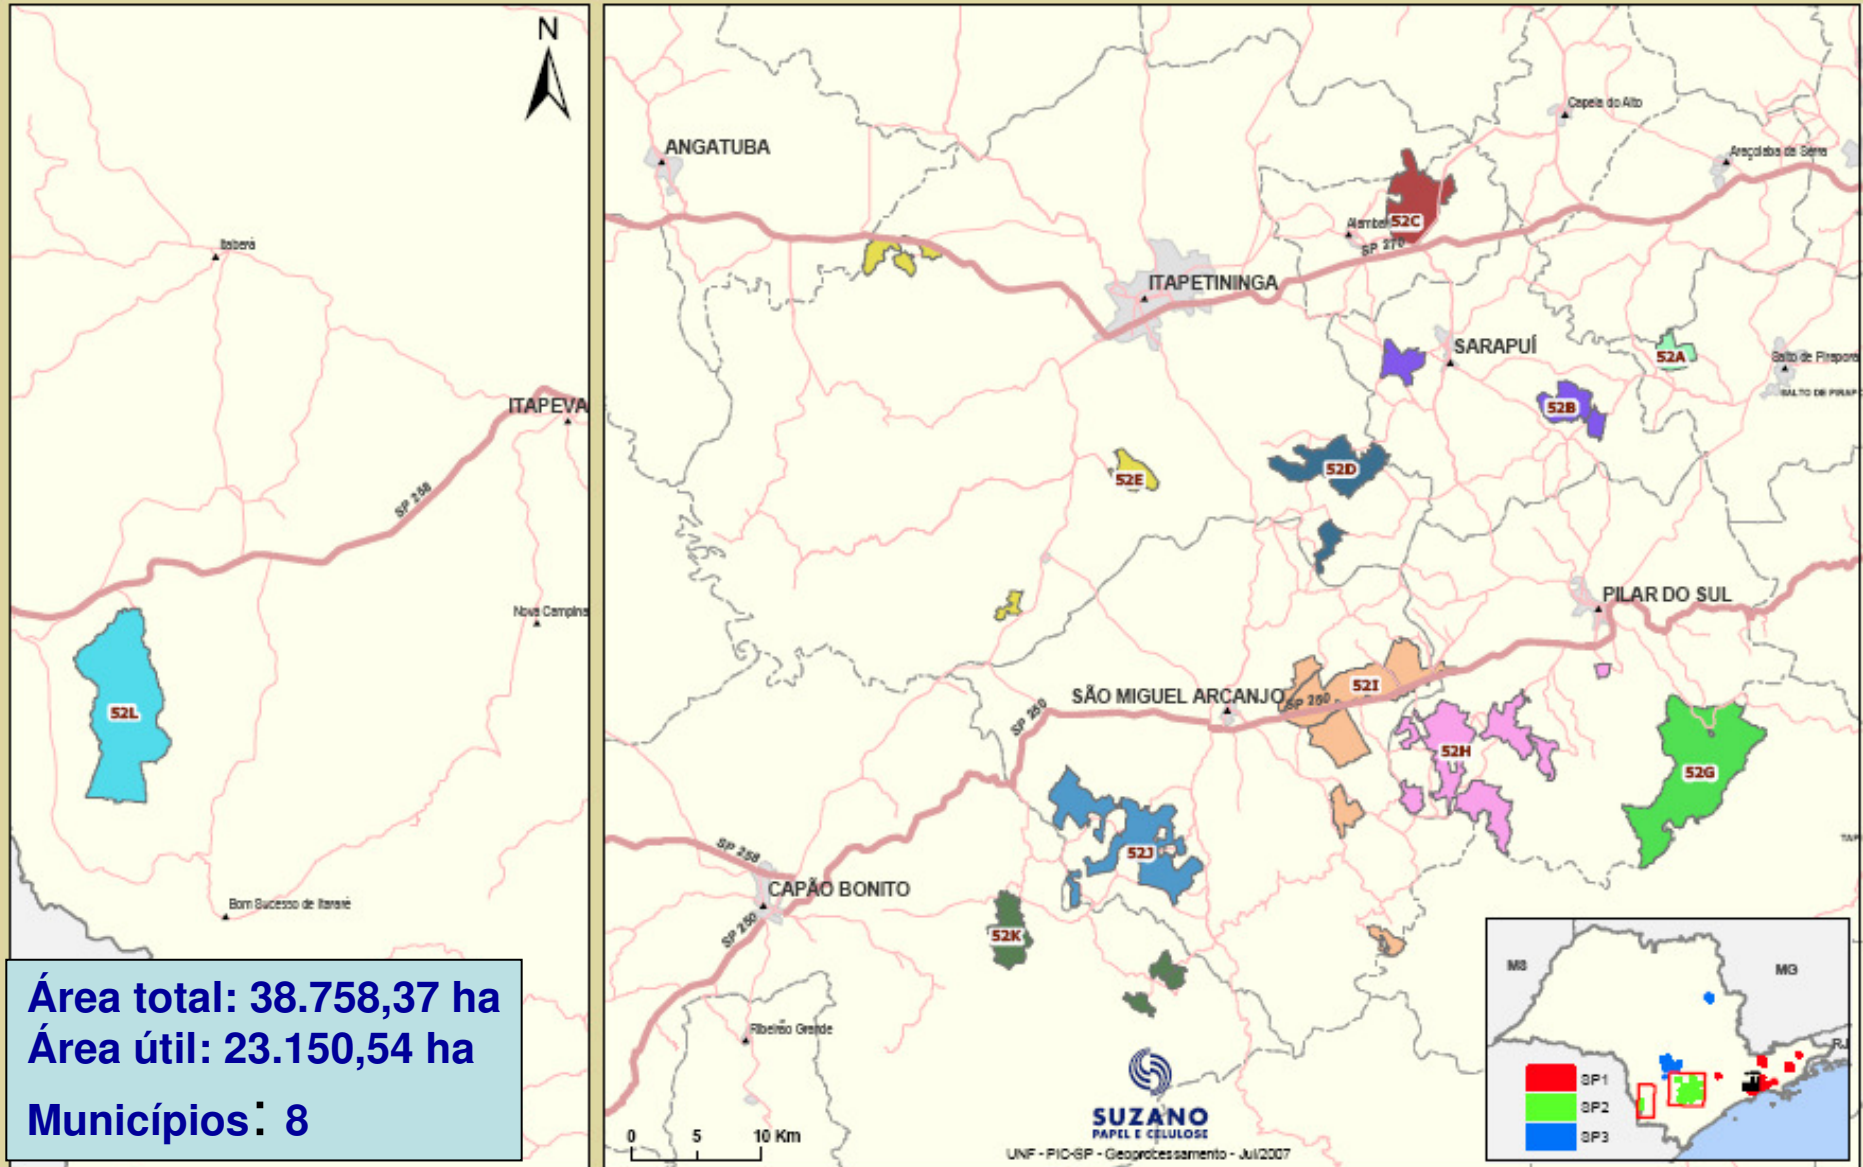 N
Itaberá
ITAPEVA
SP 258
Nova Campina
52L
Bom Sucesso de Itararé
Área total: 38.758,37 ha
Área útil: 23.150,54 ha
Municípios: 8
ANGATUBA
Capela do Alto
Araçoiaba da Serra
52C
SP 270
ITAPETININGA
SARAPUÍ
52A
Salto de Pirapora
52B
52D
52E
PILAR DO SUL
SÃO MIGUEL ARCANJO
52I
SP 250
SP 250
52H
52G
52J
SP 258
CAPÃO BONITO
SP 250
52K
Ribeirão Grande
0 5 10 Km
SUZANO
PAPEL E CELULOSE
UNF - PIC-SP - Geoprocessamento - Jul/2007
MS
MG
RJ
SP1
SP2
SP3